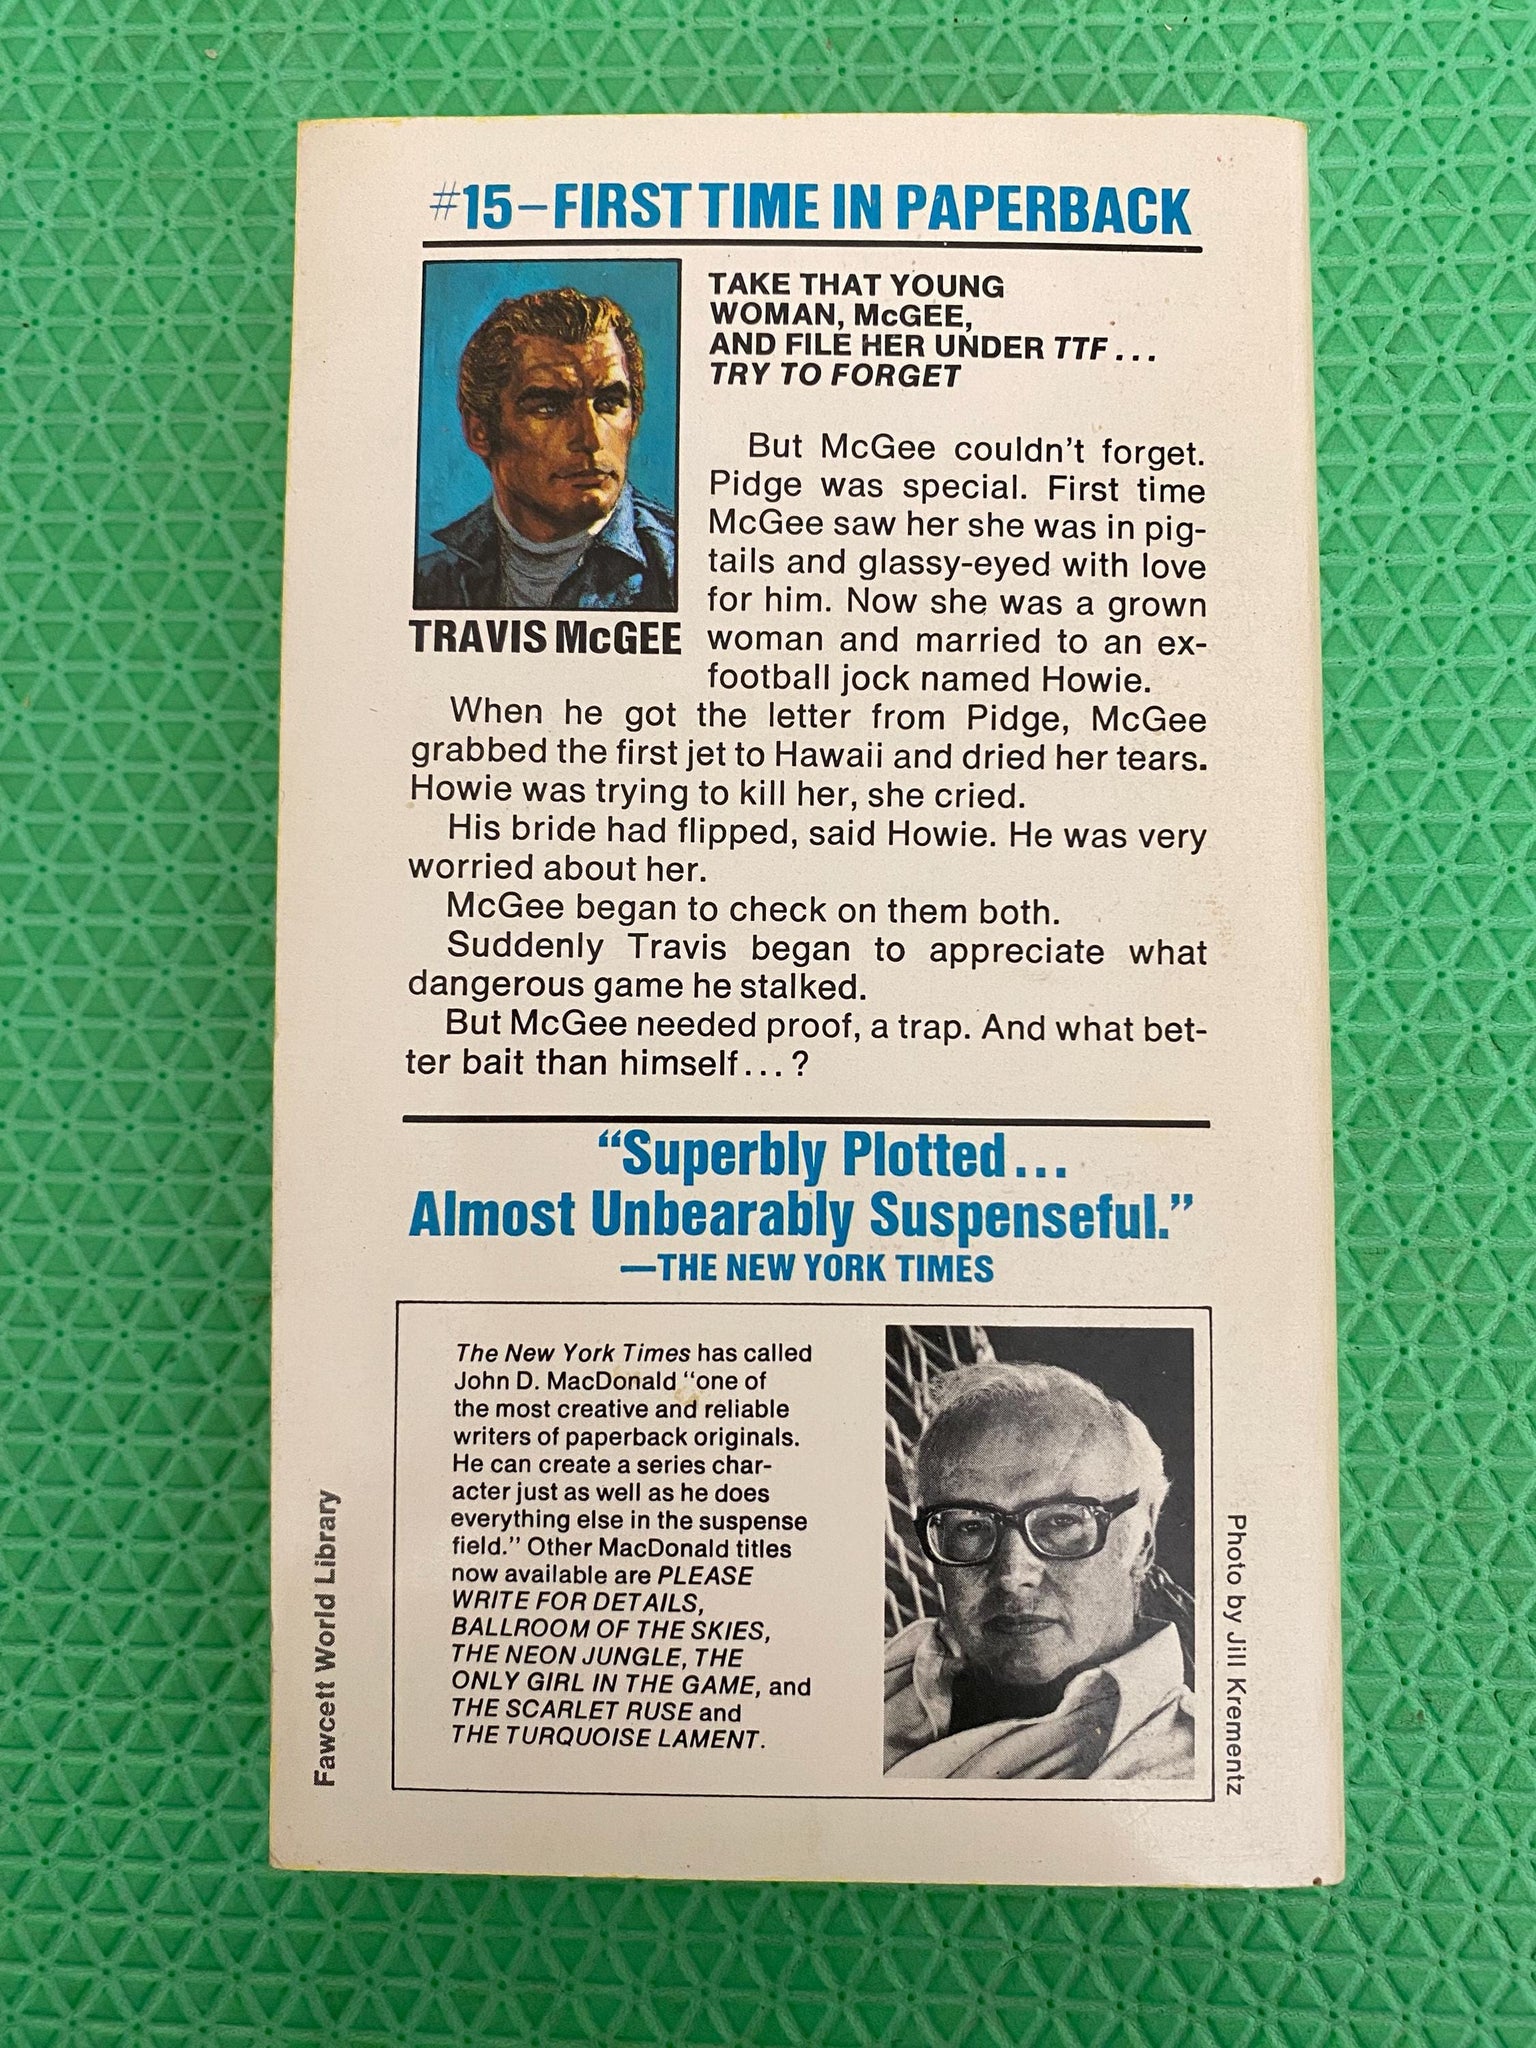 #15–FIRST TIME IN PAPERBACK
TAKE THAT YOUNG
WOMAN, McGEE,
AND FILE HER UNDER TTF...
TRY TO FORGET
TRAVIS McGEE
But McGee couldn't forget.
Pidge was special. First time
McGee saw her she was in pig-
tails and glassy-eyed with love
for him. Now she was a grown
woman and married to an ex-
football jock named Howie.
When he got the letter from Pidge, McGee
grabbed the first jet to Hawaii and dried her tears.
Howie was trying to kill her, she cried.
His bride had flipped, said Howie. He was very
worried about her.
McGee began to check on them both.
Suddenly Travis began to appreciate what
dangerous game he stalked.
But McGee needed proof, a trap. And what bet-
ter bait than himself...?
“Superbly Plotted...
Almost Unbearably Suspenseful.”
—THE NEW YORK TIMES
The New York Times has called
John D. MacDonald “one of
the most creative and reliable
writers of paperback originals.
He can create a series char-
acter just as well as he does
everything else in the suspense
field.” Other MacDonald titles
now available are PLEASE
WRITE FOR DETAILS,
BALLROOM OF THE SKIES,
THE NEON JUNGLE, THE
ONLY GIRL IN THE GAME, and
THE SCARLET RUSE and
THE TURQUOISE LAMENT.
Fawcett World Library
Photo by Jill Krementz